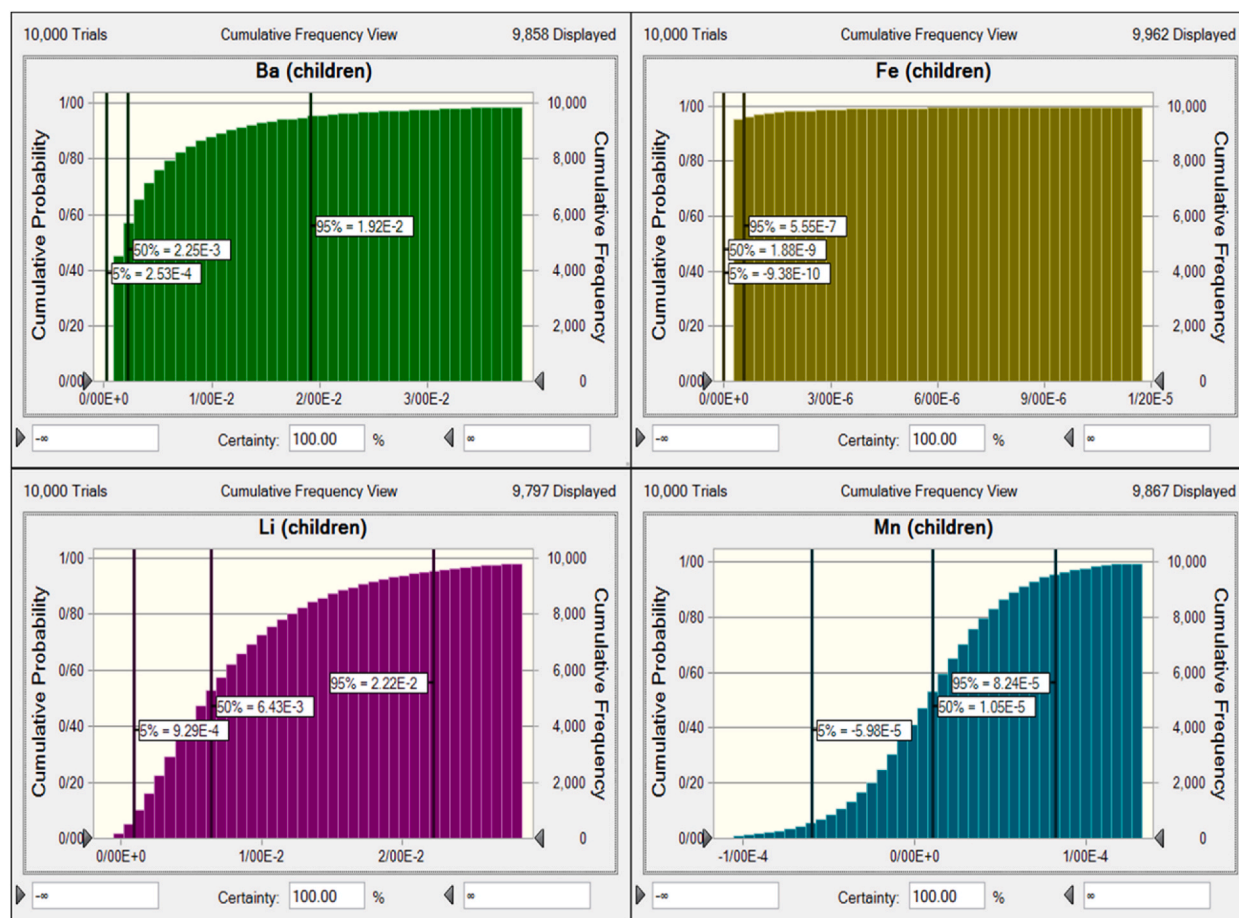 10,000 Trials Cumulative Frequency View 9,858 Displayed
Ba (children)
Cumulative Probability
1/00
0/80
0/60
0/40
0/20
0/00
10,000
8,000
6,000
4,000
2,000
0
Cumulative Frequency
95% = 1.92E-2
50% = 2.25E-3
5% = 2.53E-4
0/00E+0 1/00E-2 2/00E-2 3/00E-2
-∞ Certainty: 100.00 % ∞
10,000 Trials Cumulative Frequency View 9,962 Displayed
Fe (children)
Cumulative Probability
1/00
0/80
0/60
0/40
0/20
0/00
10,000
8,000
6,000
4,000
2,000
0
Cumulative Frequency
95% = 5.55E-7
50% = 1.88E-9
5% = -9.38E-10
0/00E+0 3/00E-6 6/00E-6 9/00E-6 1/20E-5
-∞ Certainty: 100.00 % ∞
10,000 Trials Cumulative Frequency View 9,797 Displayed
Li (children)
Cumulative Probability
1/00
0/80
0/60
0/40
0/20
0/00
10,000
8,000
6,000
4,000
2,000
0
Cumulative Frequency
95% = 2.22E-2
50% = 6.43E-3
5% = 9.29E-4
0/00E+0 1/00E-2 2/00E-2
-∞ Certainty: 100.00 % ∞
10,000 Trials Cumulative Frequency View 9,867 Displayed
Mn (children)
Cumulative Probability
1/00
0/80
0/60
0/40
0/20
0/00
10,000
8,000
6,000
4,000
2,000
0
Cumulative Frequency
95% = 8.24E-5
50% = 1.05E-5
5% = -5.98E-5
-1/00E-4 0/00E+0 1/00E-4
-∞ Certainty: 100.00 % ∞